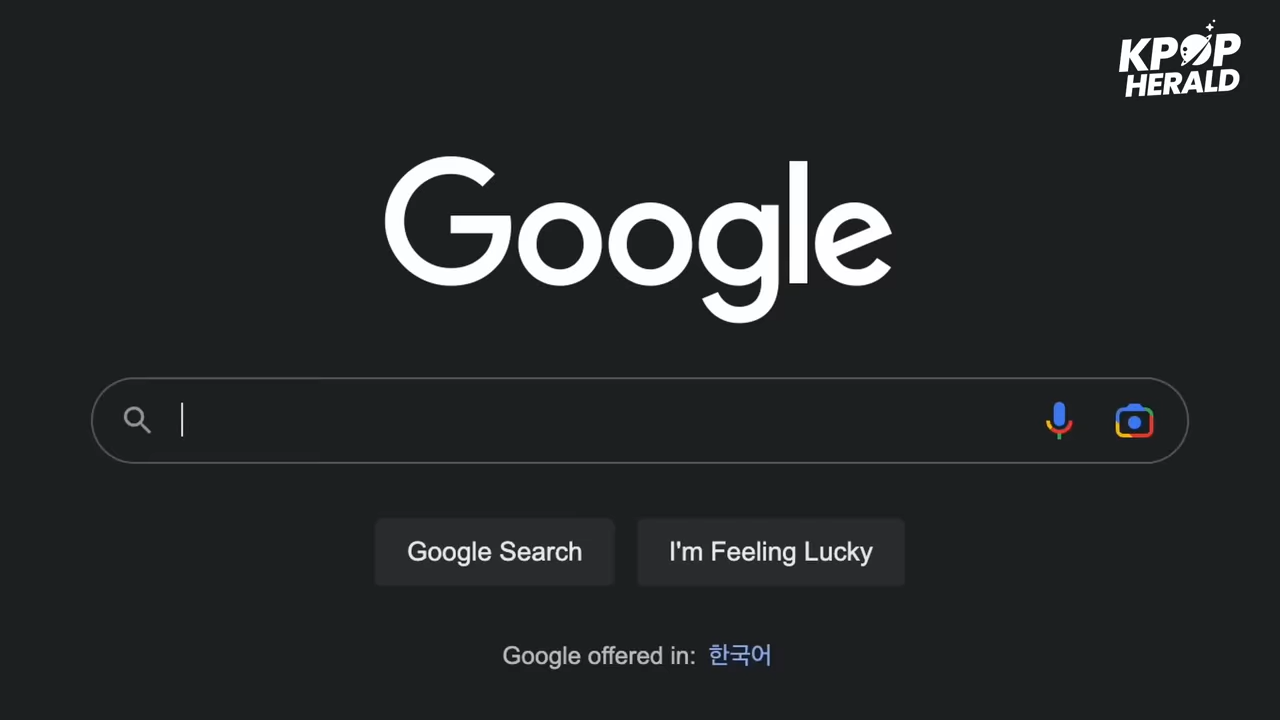 KPOP
HERALD
Google
Google Search
I'm Feeling Lucky
Google offered in: 한국어